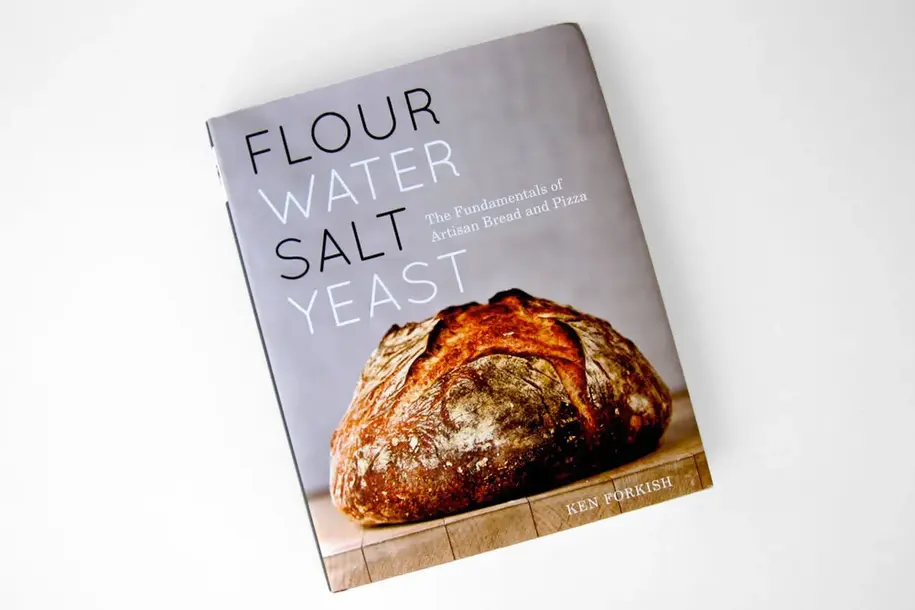 FLOUR
WATER
SALT
YEAST
The Fundamentals of
Artisan Bread and Pizza
KEN FORKISH